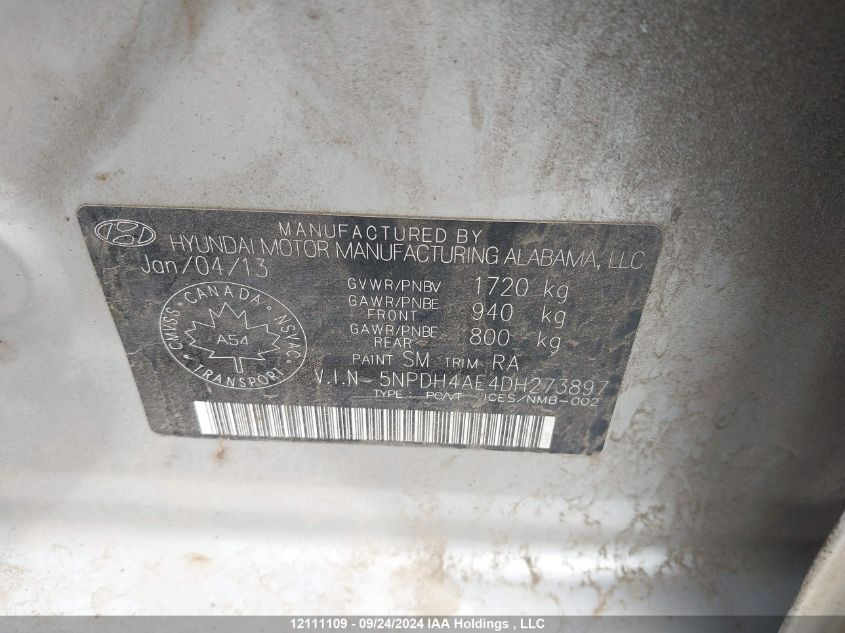 MANUFACTURED BY
HYUNDAI MOTOR MANUFACTURING ALABAMA, LLC
Jan/04/13
GVWR/PNBV 1720 kg
GAWR/PNBE FRONT 940 kg
GAWR/PNBE REAR 800 kg
CANADA
CMVSS NSVAC
A54
TRANSPORT
PAINT SM TRIM RA
V.I.N- 5NPDH4AE4DH273897
TYPE PC/VT ICES/NMB-002
12111109 - 09/24/2024 IAA Holdings , LLC